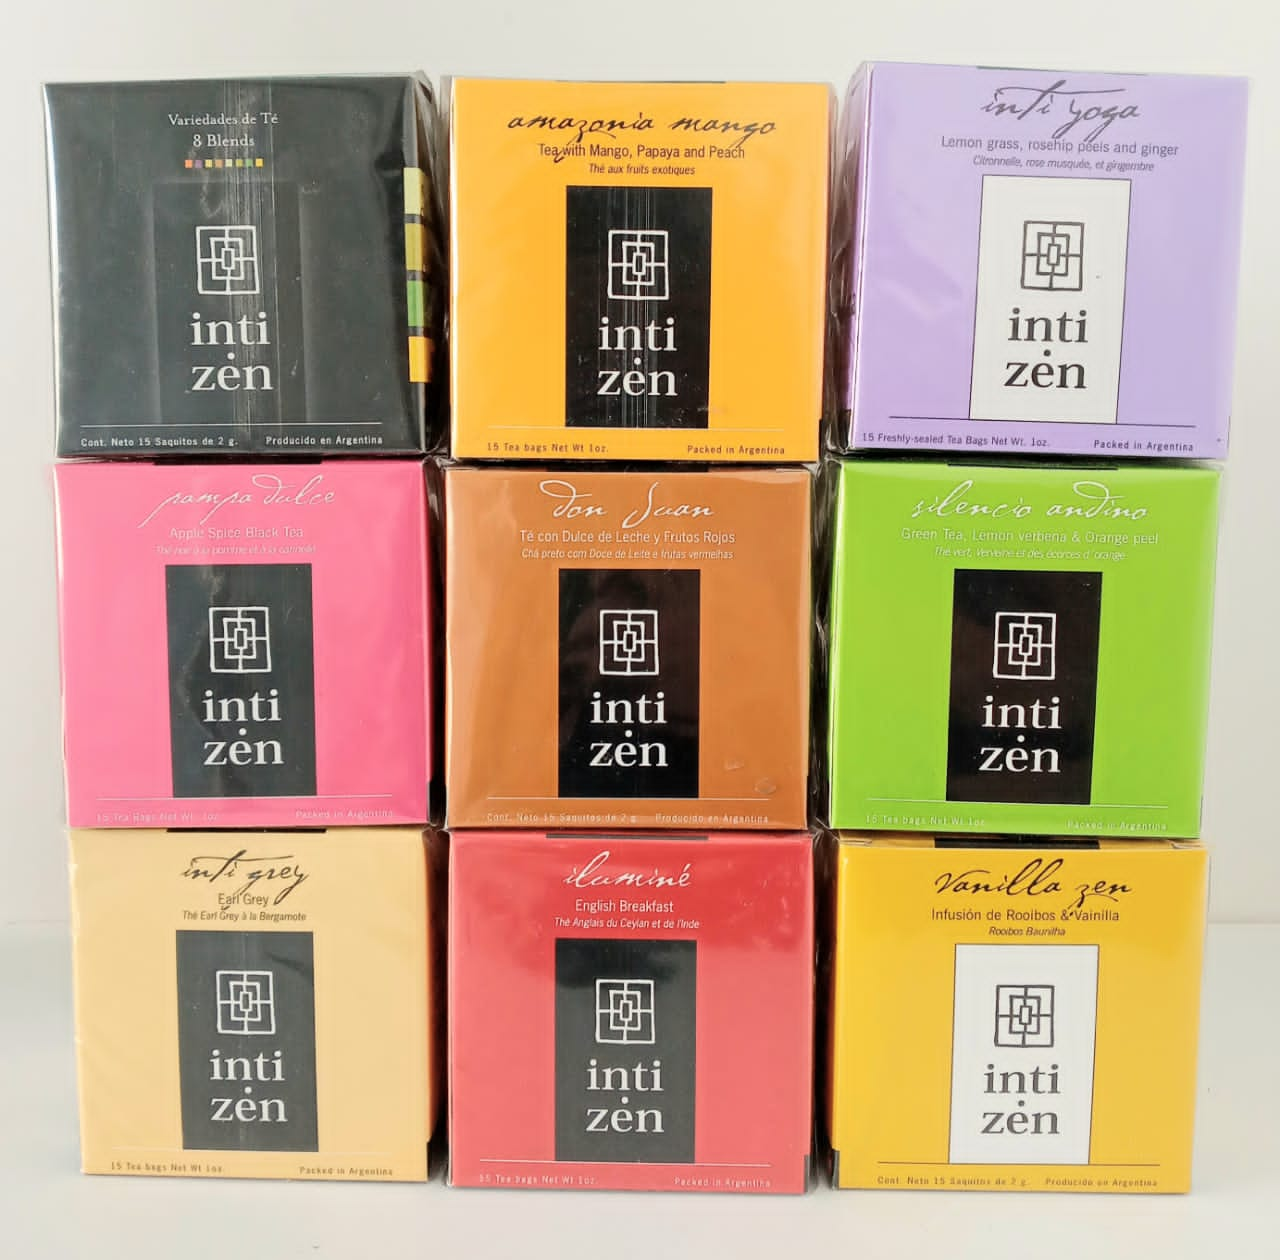 Variedades de Té
8 Blends
inti
zen
Cont. Neto 15 Saquitos de 2 g. Producido en Argentina
amazonia mango
Tea with Mango, Papaya and Peach
Thé aux fruits exotiques
inti
zen
15 Tea bags Net Wt 1oz. Packed in Argentina
inti yoga
Lemon grass, rosehip peels and ginger
Citronnelle, rose musquée, et gingembre
inti
zen
15 Freshly-sealed Tea Bags Net Wt. 1oz. Packed in Argentina
pampa dulce
Apple Spice Black Tea
Thé noir à la pomme et à la cannelle
inti
zen
15 Tea Bags Net Wt. 1oz. Packed in Argentina
don Juan
Té con Dulce de Leche y Frutos Rojos
Chá preto com Doce de Leite e frutas vermelhas
inti
zen
Cont. Neto 15 Saquitos de 2 g. Producido en Argentina
silencio andino
Green Tea, Lemon verbena & Orange peel
Thé vert, Verveine et des écorces d'orange
inti
zen
15 Tea bags Net Wt 1oz Packed in Argentina
inti grey
Earl Grey
Thé Earl Grey à la Bergamote
inti
zen
15 Tea bags Net Wt 1oz. Packed in Argentina
iluminé
English Breakfast
Thé Anglais du Ceylan et de l'Inde
inti
zen
15 Tea bags Net Wt. 1oz. Packed in Argentina
Vanilla zen
Infusión de Rooibos & Vainilla
Rooibos Baunilha
inti
zen
Cont. Neto 15 Saquitos de 2 g. Producido en Argentina